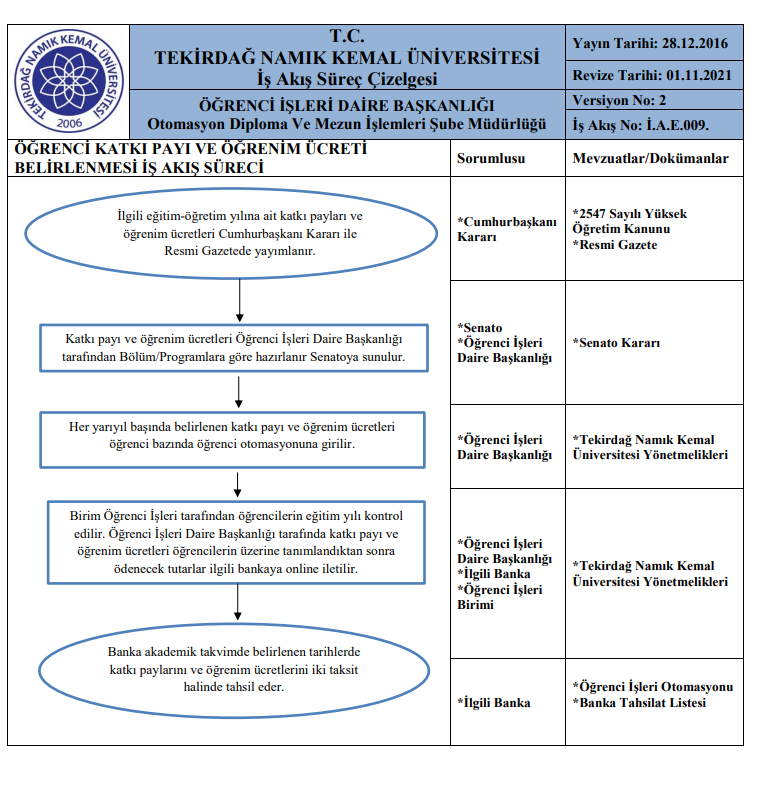 TEKİRDAĞ NAMIK KEMAL ÜNİVERSİTESİ
2006
T.C.
TEKİRDAĞ NAMIK KEMAL ÜNİVERSİTESİ
İş Akış Süreç Çizelgesi
ÖĞRENCİ İŞLERİ DAİRE BAŞKANLIĞI
Otomasyon Diploma Ve Mezun İşlemleri Şube Müdürlüğü
Yayın Tarihi: 28.12.2016
Revize Tarihi: 01.11.2021
Versiyon No: 2
İş Akış No: İ.A.E.009.
ÖĞRENCİ KATKI PAYI VE ÖĞRENİM ÜCRETİ
BELİRLENMESİ İŞ AKIŞ SÜRECİ
Sorumlusu
Mevzuatlar/Dokümanlar
İlgili eğitim-öğretim yılına ait katkı payları ve
öğrenim ücretleri Cumhurbaşkanı Kararı ile
Resmi Gazetede yayımlanır.
*Cumhurbaşkanı
Kararı
*2547 Sayılı Yüksek
Öğretim Kanunu
*Resmi Gazete
Katkı payı ve öğrenim ücretleri Öğrenci İşleri Daire Başkanlığı
tarafından Bölüm/Programlara göre hazırlanır Senatoya sunulur.
*Senato
*Öğrenci İşleri
Daire Başkanlığı
*Senato Kararı
Her yarıyıl başında belirlenen katkı payı ve öğrenim ücretleri
öğrenci bazında öğrenci otomasyonuna girilir.
*Öğrenci İşleri
Daire Başkanlığı
*Tekirdağ Namık Kemal
Üniversitesi Yönetmelikleri
Birim Öğrenci İşleri tarafından öğrencilerin eğitim yılı kontrol
edilir. Öğrenci İşleri Daire Başkanlığı tarafında katkı payı ve
öğrenim ücretleri öğrencilerin üzerine tanımlandıktan sonra
ödenecek tutarlar ilgili bankaya online iletilir.
*Öğrenci İşleri
Daire Başkanlığı
*İlgili Banka
*Öğrenci İşleri
Birimi
*Tekirdağ Namık Kemal
Üniversitesi Yönetmelikleri
Banka akademik takvimde belirlenen tarihlerde
katkı paylarını ve öğrenim ücretlerini iki taksit
halinde tahsil eder.
*İlgili Banka
*Öğrenci İşleri Otomasyonu
*Banka Tahsilat Listesi